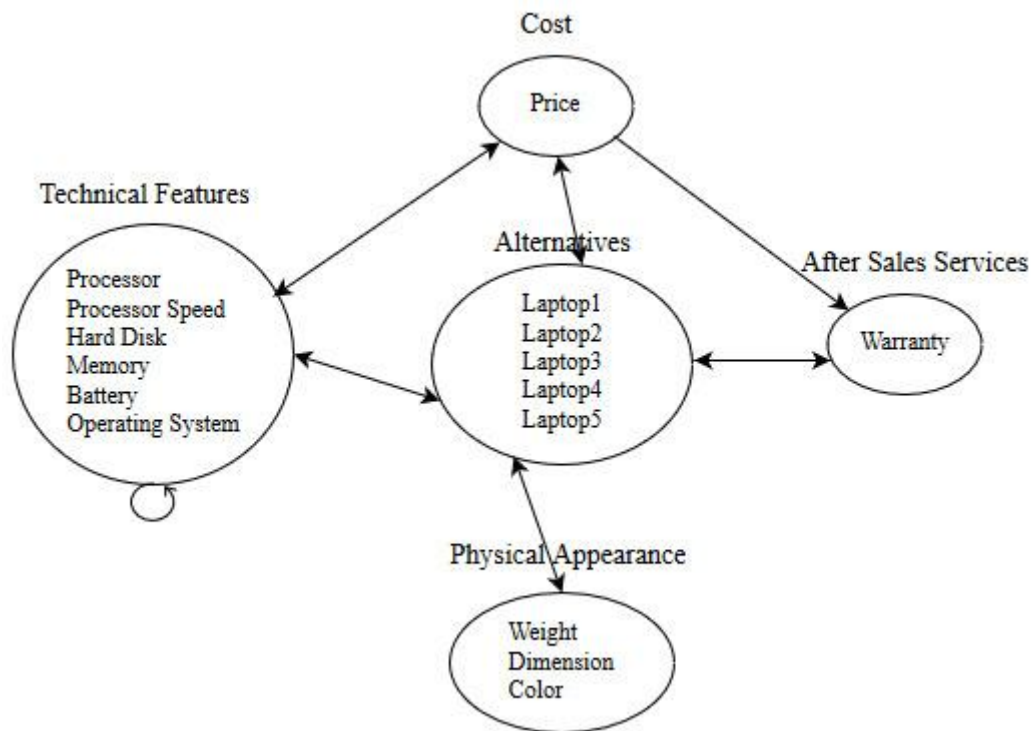 Cost
Price
Technical Features
Processor
Processor Speed
Hard Disk
Memory
Battery
Operating System
Alternatives
Laptop1
Laptop2
Laptop3
Laptop4
Laptop5
After Sales Services
Warranty
Physical Appearance
Weight
Dimension
Color